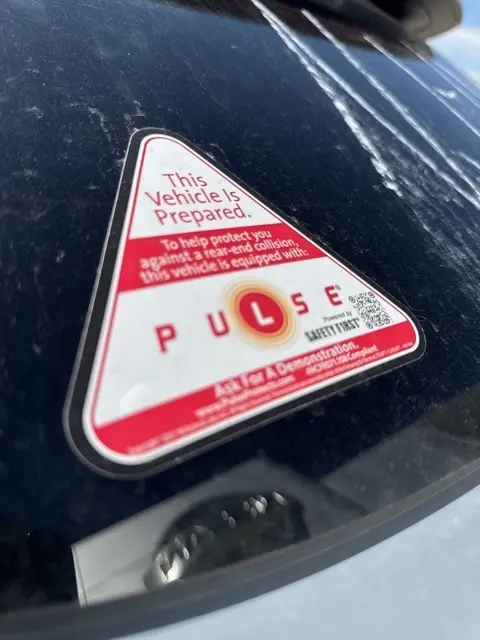 This
Vehicle Is
Prepared.
To help protect you
against a rear-end collision,
this vehicle is equipped with:
PULSE
Powered by
SAFETY FIRST
Ask For A Demonstration.